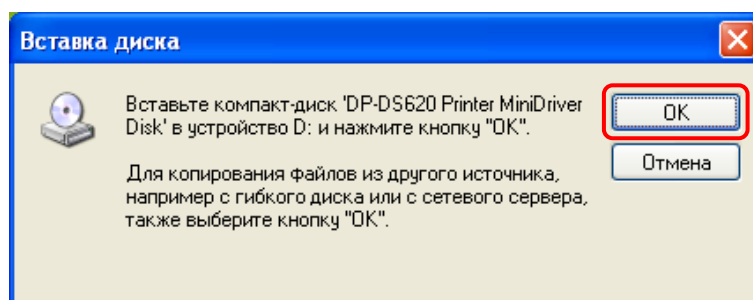 Вставка диска
Вставьте компакт-диск 'DP-DS620 Printer MiniDriver
Disk' в устройство D: и нажмите кнопку "OK".
Для копирования файлов из другого источника,
например с гибкого диска или с сетевого сервера,
также выберите кнопку "OK".
OK
Отмена